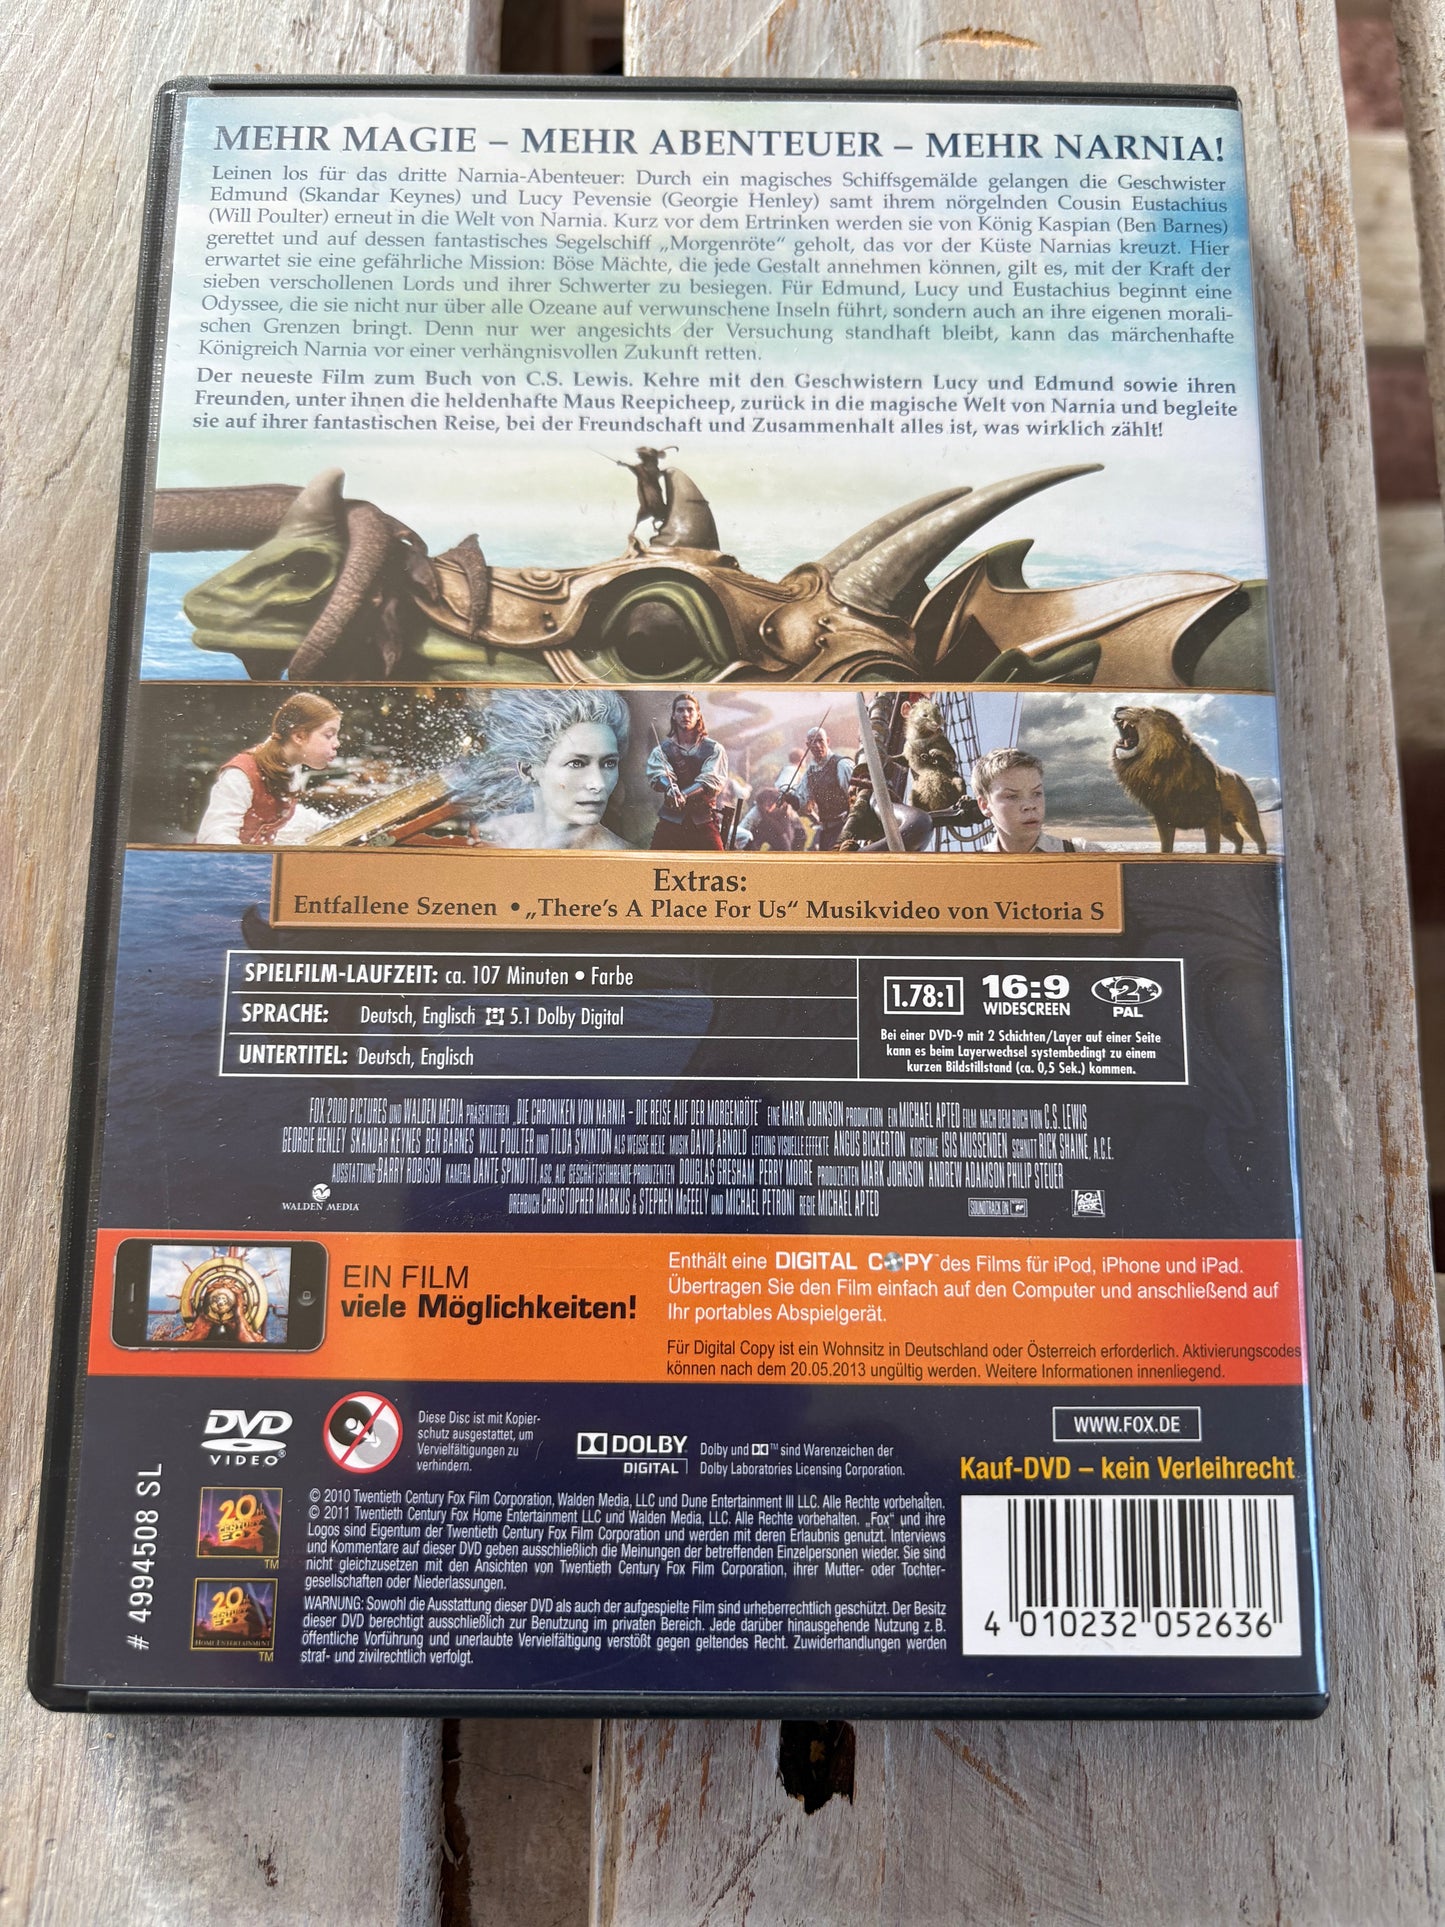 MEHR MAGIE – MEHR ABENTEUER – MEHR NARNIA!
Leinen los für das dritte Narnia-Abenteuer: Durch ein magisches Schiffsgemälde gelangen die Geschwister
Edmund (Skandar Keynes) und Lucy Pevensie (Georgie Henley) samt ihrem nörgelnden Cousin Eustachius
(Will Poulter) erneut in die Welt von Narnia. Kurz vor dem Ertrinken werden sie von König Kaspian (Ben Barnes)
gerettet und auf dessen fantastisches Segelschiff „Morgenröte“ geholt, das vor der Küste Narnias kreuzt. Hier
erwartet sie eine gefährliche Mission: Böse Mächte, die jede Gestalt annehmen können, gilt es, mit der Kraft der
sieben verschollenen Lords und ihrer Schwerter zu besiegen. Für Edmund, Lucy und Eustachius beginnt eine
Odyssee, die sie nicht nur über alle Ozeane auf verwunschene Inseln führt, sondern auch an ihre eigenen morali-
schen Grenzen bringt. Denn nur wer angesichts der Versuchung standhaft bleibt, kann das märchenhafte
Königreich Narnia vor einer verhängnisvollen Zukunft retten.
Der neueste Film zum Buch von C.S. Lewis. Kehre mit den Geschwistern Lucy und Edmund sowie ihren
Freunden, unter ihnen die heldenhafte Maus Reepicheep, zurück in die magische Welt von Narnia und begleite
sie auf ihrer fantastischen Reise, bei der Freundschaft und Zusammenhalt alles ist, was wirklich zählt!
Extras:
Entfallene Szenen • „There's A Place For Us“ Musikvideo von Victoria S
SPIELFILM-LAUFZEIT: ca. 107 Minuten • Farbe
SPRACHE: Deutsch, Englisch 5.1 Dolby Digital
UNTERTITEL: Deutsch, Englisch
1.78:1 16:9 WIDESCREEN 2 PAL
Bei einer DVD-9 mit 2 Schichten/Layer auf einer Seite
kann es beim Layerwechsel systembedingt zu einem
kurzen Bildstillstand (ca. 0,5 Sek.) kommen.
FOX 2000 PICTURES UND WALDEN MEDIA PRÄSENTIEREN „DIE CHRONIKEN VON NARNIA – DIE REISE AUF DER MORGENRÖTE“ EINE MARK JOHNSON PRODUKTION EIN MICHAEL APTED FILM NACH DEM BUCH VON C.S. LEWIS
GEORGIE HENLEY SKANDAR KEYNES BEN BARNES WILL POULTER UND TILDA SWINTON ALS WEISSE HEXE MUSIK DAVID ARNOLD LEITUNG VISUELLE EFFEKTE ANGUS BICKERTON KOSTÜME ISIS MUSSENDEN SCHNITT RICK SHAINE, A.C.E.
AUSSTATTUNG BARRY ROBISON KAMERA DANTE SPINOTTI, ASC, AIC GESCHÄFTSFÜHRENDE PRODUZENTEN DOUGLAS GRESHAM PERRY MOORE PRODUZENTEN MARK JOHNSON ANDREW ADAMSON PHILIP STEUER
DREHBUCH CHRISTOPHER MARKUS & STEPHEN McFEELY UND MICHAEL PETRONI REGIE MICHAEL APTED
WALDEN MEDIA
SOUNDTRACK ON
20th CENTURY FOX
EIN FILM
viele Möglichkeiten!
Enthält eine DIGITAL COPY™ des Films für iPod, iPhone und iPad.
Übertragen Sie den Film einfach auf den Computer und anschließend auf
Ihr portables Abspielgerät.
Für Digital Copy ist ein Wohnsitz in Deutschland oder Österreich erforderlich. Aktivierungscodes
können nach dem 20.05.2013 ungültig werden. Weitere Informationen innenliegend.
DVD VIDEO®
Diese Disc ist mit Kopier-
schutz ausgestattet, um
Vervielfältigungen zu
verhindern.
DOLBY DIGITAL
Dolby und ™ sind Warenzeichen der
Dolby Laboratories Licensing Corporation.
WWW.FOX.DE
Kauf-DVD – kein Verleihrecht
# 4994508 SL
20th CENTURY FOX ™
20th CENTURY FOX HOME ENTERTAINMENT ™
© 2010 Twentieth Century Fox Film Corporation, Walden Media, LLC und Dune Entertainment III LLC. Alle Rechte vorbehalten.
© 2011 Twentieth Century Fox Home Entertainment LLC und Walden Media, LLC. Alle Rechte vorbehalten. „Fox“ und ihre
Logos sind Eigentum der Twentieth Century Fox Film Corporation und werden mit deren Erlaubnis genutzt. Interviews
und Kommentare auf dieser DVD geben ausschließlich die Meinungen der betreffenden Einzelpersonen wieder. Sie sind
nicht gleichzusetzen mit den Ansichten von Twentieth Century Fox Film Corporation, ihrer Mutter- oder Tochter-
gesellschaften oder Niederlassungen.
WARNUNG: Sowohl die Ausstattung dieser DVD als auch der aufgespielte Film sind urheberrechtlich geschützt. Der Besitz
dieser DVD berechtigt ausschließlich zur Benutzung im privaten Bereich. Jede darüber hinausgehende Nutzung z. B.
öffentliche Vorführung und unerlaubte Vervielfältigung verstößt gegen geltendes Recht. Zuwiderhandlungen werden
straf- und zivilrechtlich verfolgt.
4 010232 052636